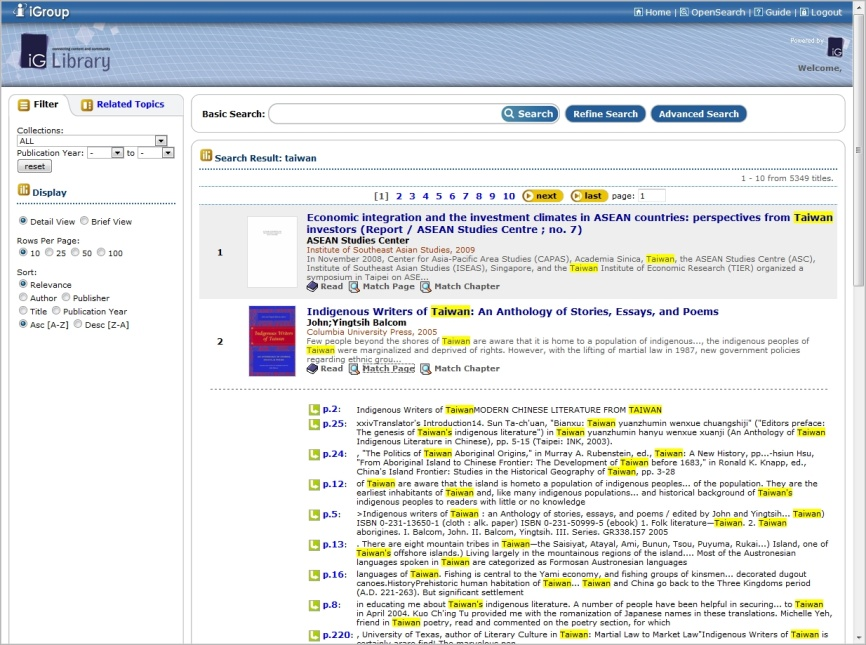 iGroup
Home | OpenSearch | Guide | Logout
iG Library
connecting content and communities
Powered by iG
Welcome,
Filter
Related Topics
Collections:
ALL
Publication Year: - to -
reset
Display
Detail View Brief View
Rows Per Page:
10 25 50 100
Sort:
Relevance
Author Publisher
Title Publication Year
Asc [A-Z] Desc [Z-A]
Basic Search: Search Refine Search Advanced Search
Search Result: taiwan
1 - 10 from 5349 titles.
[1] 2 3 4 5 6 7 8 9 10 next last page: 1
1
Economic integration and the investment climates in ASEAN countries: perspectives from Taiwan
investors (Report / ASEAN Studies Centre ; no. 7)
ASEAN Studies Center
Institute of Southeast Asian Studies, 2009
In November 2008, Center for Asia-Pacific Area Studies (CAPAS), Academia Sinica, Taiwan, the ASEAN Studies Centre (ASC),
Institute of Southeast Asian Studies (ISEAS), Singapore, and the Taiwan Institute of Economic Research (TIER) organized a
symposium in Taipei on ASE...
Read Match Page Match Chapter
2
Indigenous Writers of Taiwan
Indigenous Writers of Taiwan: An Anthology of Stories, Essays, and Poems
John;Yingtsih Balcom
Columbia University Press, 2005
Few people beyond the shores of Taiwan are aware that it is home to a population of indigenous..., the indigenous peoples of
Taiwan were marginalized and deprived of rights. However, with the lifting of martial law in 1987, new government policies
regarding ethnic grou...
Read Match Page Match Chapter
p.2: Indigenous Writers of TaiwanMODERN CHINESE LITERATURE FROM TAIWAN
p.25: xxivTranslator's Introduction14. Sun Ta-ch'uan, "Bianxu: Taiwan yuanzhumin wenxue chuangshiji" ("Editors preface:
The genesis of Taiwan's indigenous literature") in Taiwan yuanzhumin hanyu wenxue xuanji (An Anthology of Taiwan
Indigenous Literature in Chinese), pp. 5-15 (Taipei: INK, 2003).
p.24: , "The Politics of Taiwan Aboriginal Origins," in Murray A. Rubenstein, ed., Taiwan: A New History, pp...-hsiun Hsu,
"From Aboriginal Island to Chinese Frontier: The Development of Taiwan before 1683," in Ronald K. Knapp, ed.,
China's Island Frontier: Studies in the Historical Geography of Taiwan, pp. 3-28
p.12: of Taiwan are aware that the island is hometo a population of indigenous peoples... of the population. They are the
earliest inhabitants of Taiwan and, like many indigenous populations... and historical background of Taiwan's
indigenous peoples to readers with little or no knowledge
p.5: >Indigenous writers of Taiwan : an Anthology of stories, essays, and poems / edited by John and Yingtsih... Taiwan)
ISBN 0-231-13650-1 (cloth : alk. paper) ISBN 0-231-50999-5 (ebook) 1. Folk literature—Taiwan. 2. Taiwan
aborigines. I. Balcom, John. II. Balcom, Yingtsih. III. Series. GR338.I57 2005
p.13: . There are eight mountain tribes in Taiwan—the Saisiyat, Atayal, Ami, Bunun, Tsou, Puyuma, Rukai...) Island, one of
Taiwan's offshore islands.) Living largely in the mountainous regions of the island.... Most of the Austronesian
languages spoken in Taiwan are categorized as Formosan Austronesian languages
p.16: languages of Taiwan. Fishing is central to the Yami economy, and fishing groups of kinsmen... decorated dugout
canoes.HistoryPrehistoric human habitation of Taiwan... Taiwan and China go back to the Three Kingdoms period
(A.D. 221-263). But significant settlement
p.8: in educating me about Taiwan's indigenous literature. A number of people have been helpful in securing... to Taiwan
in April 2004. Kuo Ch'ing Tu provided me with the romanization of Japanese names in these translations. Michelle Yeh,
friend in Taiwan poetry, read and commented on the poetry section, for which
p.220: , University of Texas, author of Literary Culture in Taiwan: Martial Law to Market Law"Indigenous Writers of Taiwan is